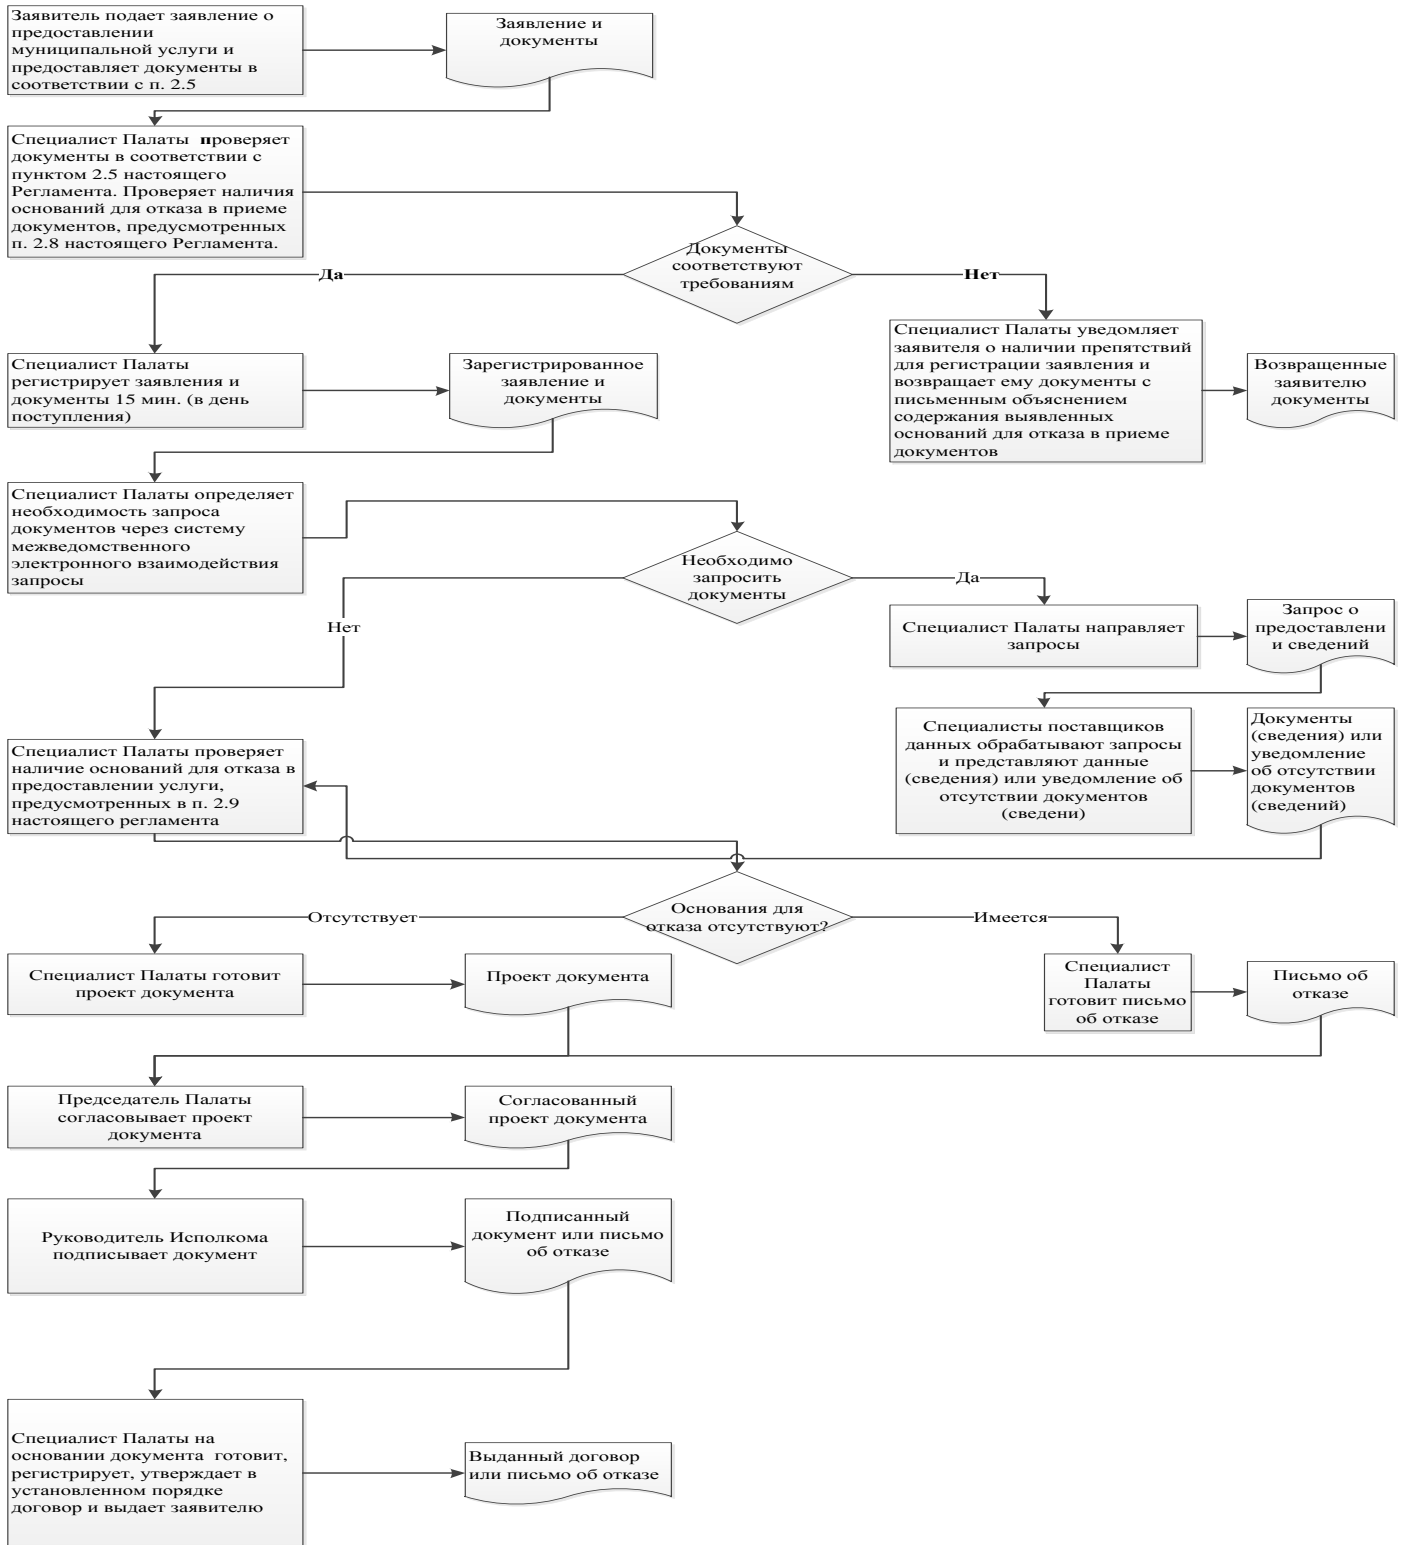 Заявитель подает заявление о
предоставлении
муниципальной услуги и
предоставляет документы в
соответствии с п. 2.5
Заявление и
документы
Специалист Палаты  проверяет
документы в соответствии с
пунктом 2.5 настоящего
Регламента. Проверяет наличия
оснований для отказа в приеме
документов, предусмотренных
п. 2.8 настоящего Регламента.
Документы
соответствуют
требованиям
Да
Нет
Специалист Палаты
регистрирует заявления и
документы 15 мин. (в день
поступления)
Зарегистрированное
заявление и
документы
Специалист Палаты уведомляет
заявителя о наличии препятствий
для регистрации заявления и
возвращает ему документы с
письменным объяснением
содержания выявленных
оснований для отказа в приеме
документов
Возвращенные
заявителю
документы
Специалист Палаты определяет
необходимость запроса
документов через систему
межведомственного
электронного взаимодействия
запросы
Необходимо
запросить
документы
Да
Нет
Специалист Палаты направляет
запросы
Запрос о
предоставлени
и сведений
Специалисты поставщиков
данных обрабатывают запросы
и представляют данные
(сведения) или уведомление об
отсутствии документов
(сведени)
Документы
(сведения) или
уведомление
об отсутствии
документов
(сведений)
Специалист Палаты проверяет
наличие оснований для отказа в
предоставлении услуги,
предусмотренных в п. 2.9
настоящего регламента
Основания для
отказа отсутствуют?
Отсутствует
Имеется
Специалист Палаты готовит
проект документа
Проект документа
Специалист
Палаты
готовит письмо
об отказе
Письмо об
отказе
Председатель Палаты
согласовывает проект
документа
Согласованный
проект документа
Руководитель Исполкома
подписывает документ
Подписанный
документ или письмо
об отказе
Специалист Палаты на
основании документа  готовит,
регистрирует, утверждает в
установленном порядке
договор и выдает заявителю
Выданный договор
или письмо об отказе